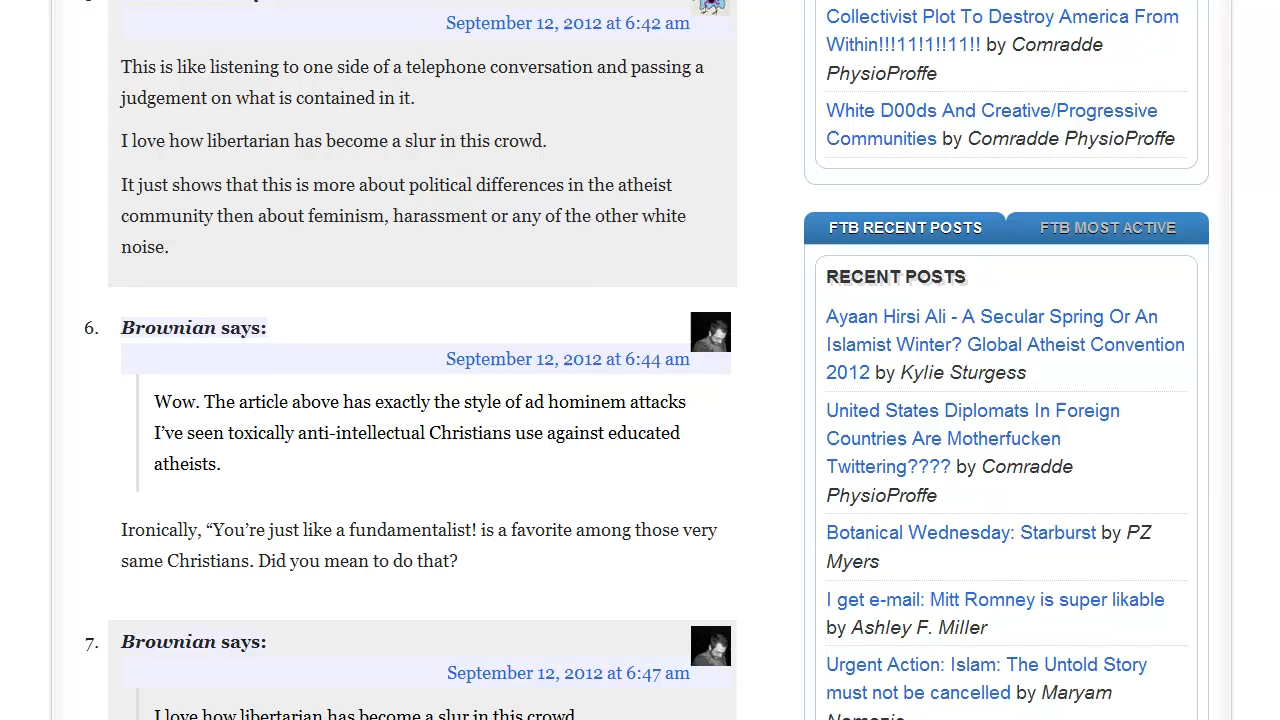 September 12, 2012 at 6:42 am
This is like listening to one side of a telephone conversation and passing a
judgement on what is contained in it.
I love how libertarian has become a slur in this crowd.
It just shows that this is more about political differences in the atheist
community then about feminism, harassment or any of the other white
noise.
6. Brownian says:
September 12, 2012 at 6:44 am
Wow. The article above has exactly the style of ad hominem attacks
I’ve seen toxically anti-intellectual Christians use against educated
atheists.
Ironically, “You’re just like a fundamentalist! is a favorite among those very
same Christians. Did you mean to do that?
7. Brownian says:
September 12, 2012 at 6:47 am
I love how libertarian has become a slur in this crowd.
Collectivist Plot To Destroy America From
Within!!!11!1!!11!! by Comradde
PhysioProffe
White D00ds And Creative/Progressive
Communities by Comradde PhysioProffe
FTB RECENT POSTS
FTB MOST ACTIVE
RECENT POSTS
Ayaan Hirsi Ali - A Secular Spring Or An
Islamist Winter? Global Atheist Convention
2012 by Kylie Sturgess
United States Diplomats In Foreign
Countries Are Motherfucken
Twittering???? by Comradde
PhysioProffe
Botanical Wednesday: Starburst by PZ
Myers
I get e-mail: Mitt Romney is super likable
by Ashley F. Miller
Urgent Action: Islam: The Untold Story
must not be cancelled by Maryam